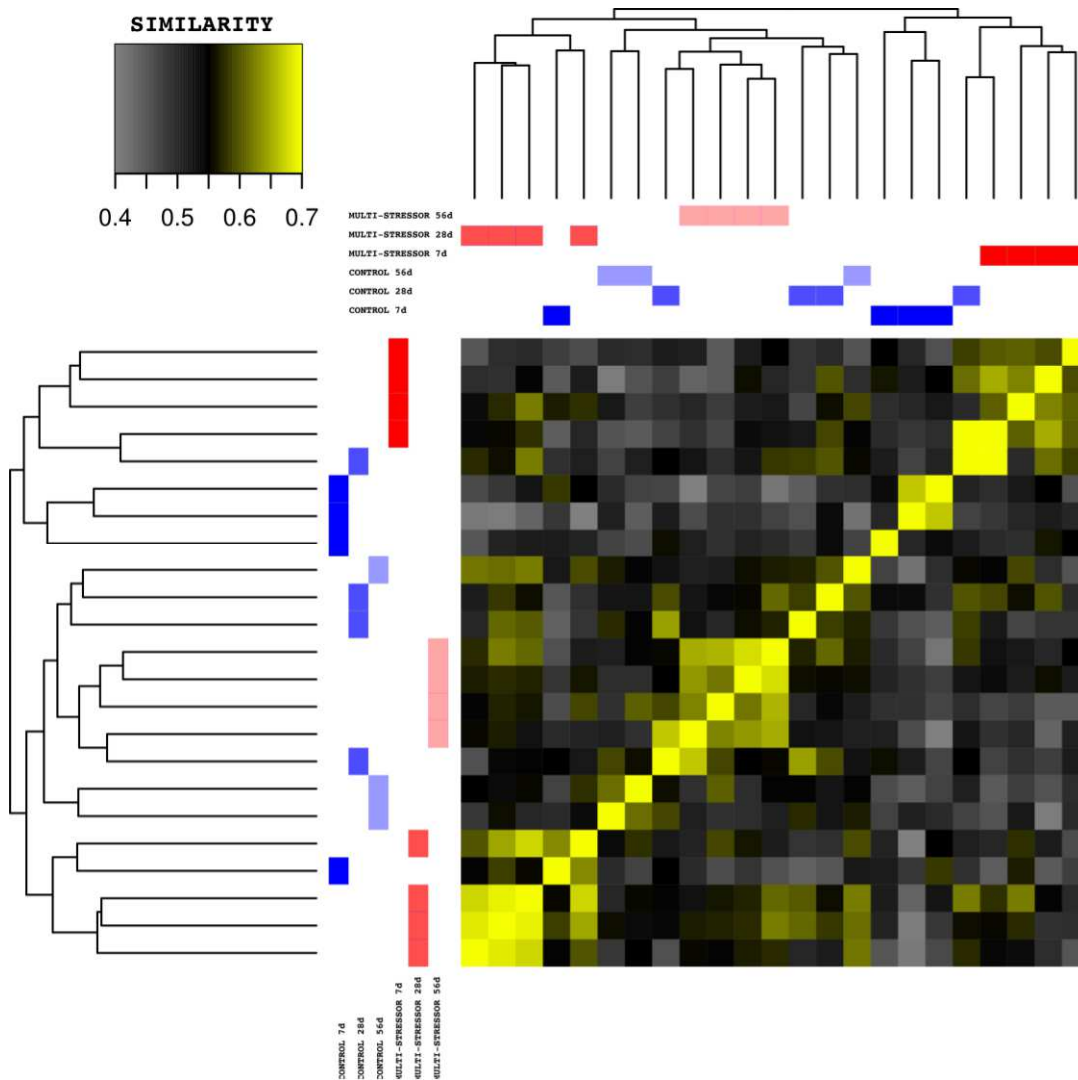 SIMILARITY
0.4 0.5 0.6 0.7
MULTI-STRESSOR 56d
MULTI-STRESSOR 28d
MULTI-STRESSOR 7d
CONTROL 56d
CONTROL 28d
CONTROL 7d
CONTROL 7d
CONTROL 28d
CONTROL 56d
MULTI-STRESSOR 7d
MULTI-STRESSOR 28d
MULTI-STRESSOR 56d